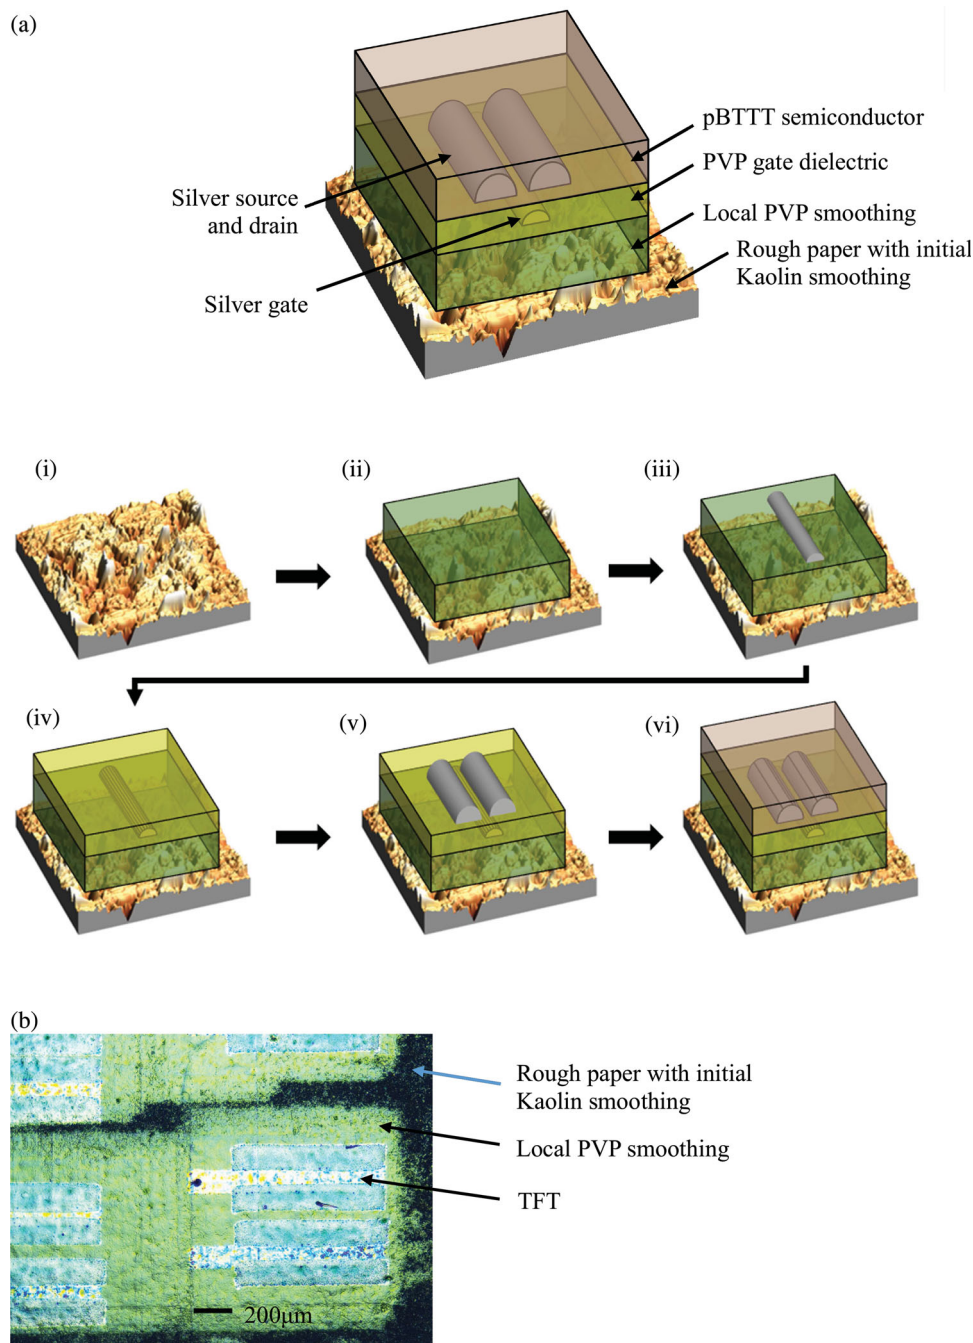 (a)
pBTTT semiconductor
PVP gate dielectric
Silver source
and drain
Local PVP smoothing
Rough paper with initial
Kaolin smoothing
Silver gate
(i)
(ii)
(iii)
(iv)
(v)
(vi)
(b)
Rough paper with initial
Kaolin smoothing
Local PVP smoothing
TFT
200μm